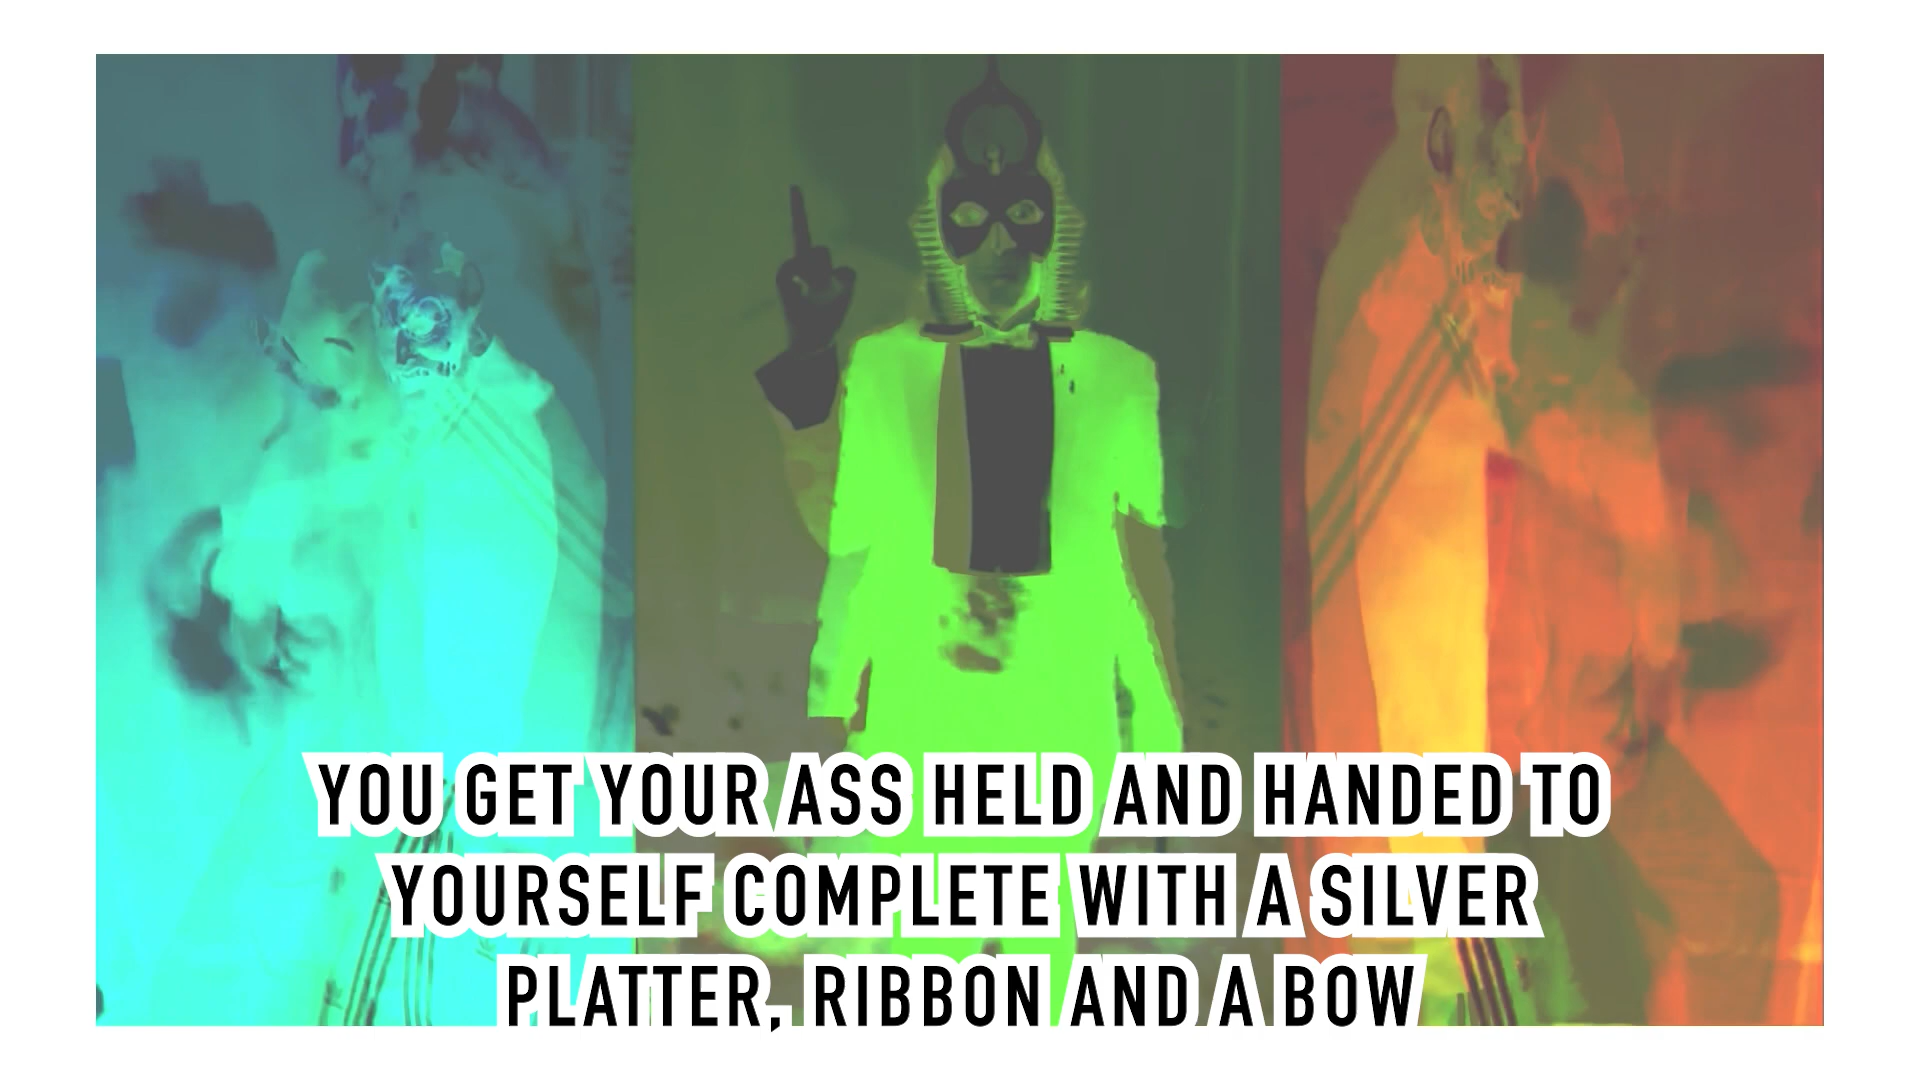 YOU GET YOUR ASS HELD AND HANDED TO
YOURSELF COMPLETE WITH A SILVER
PLATTER, RIBBON AND A BOW